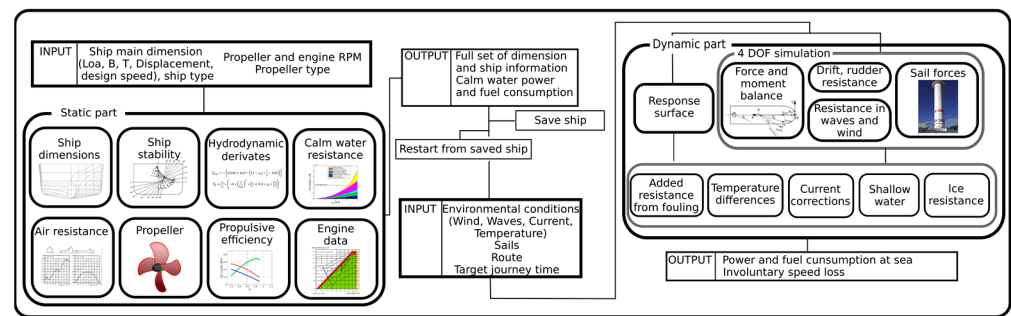 INPUT
Ship main dimension
(Loa, B, T, Displacement,
design speed), ship type
Propeller and engine RPM
Propeller type
Static part
Ship
dimensions
Ship
stability
Hydrodynamic
derivates
Calm water
resistance
Air resistance
Propeller
Propulsive
efficiency
Engine
data
OUTPUT
Full set of dimension
and ship information
Calm water power
and fuel consumption
Save ship
Restart from saved ship
INPUT
Environmental conditions
(Wind, Waves, Current,
Temperature)
Sails
Route
Target journey time
Dynamic part
4 DOF simulation
Response
surface
Force and
moment
balance
Drift, rudder
resistance
Resistance in
waves and
wind
Sail forces
Added
resistance
from fouling
Temperature
differences
Current
corrections
Shallow
water
Ice
resistance
OUTPUT
Power and fuel cunsumption at sea
Involuntary speed loss